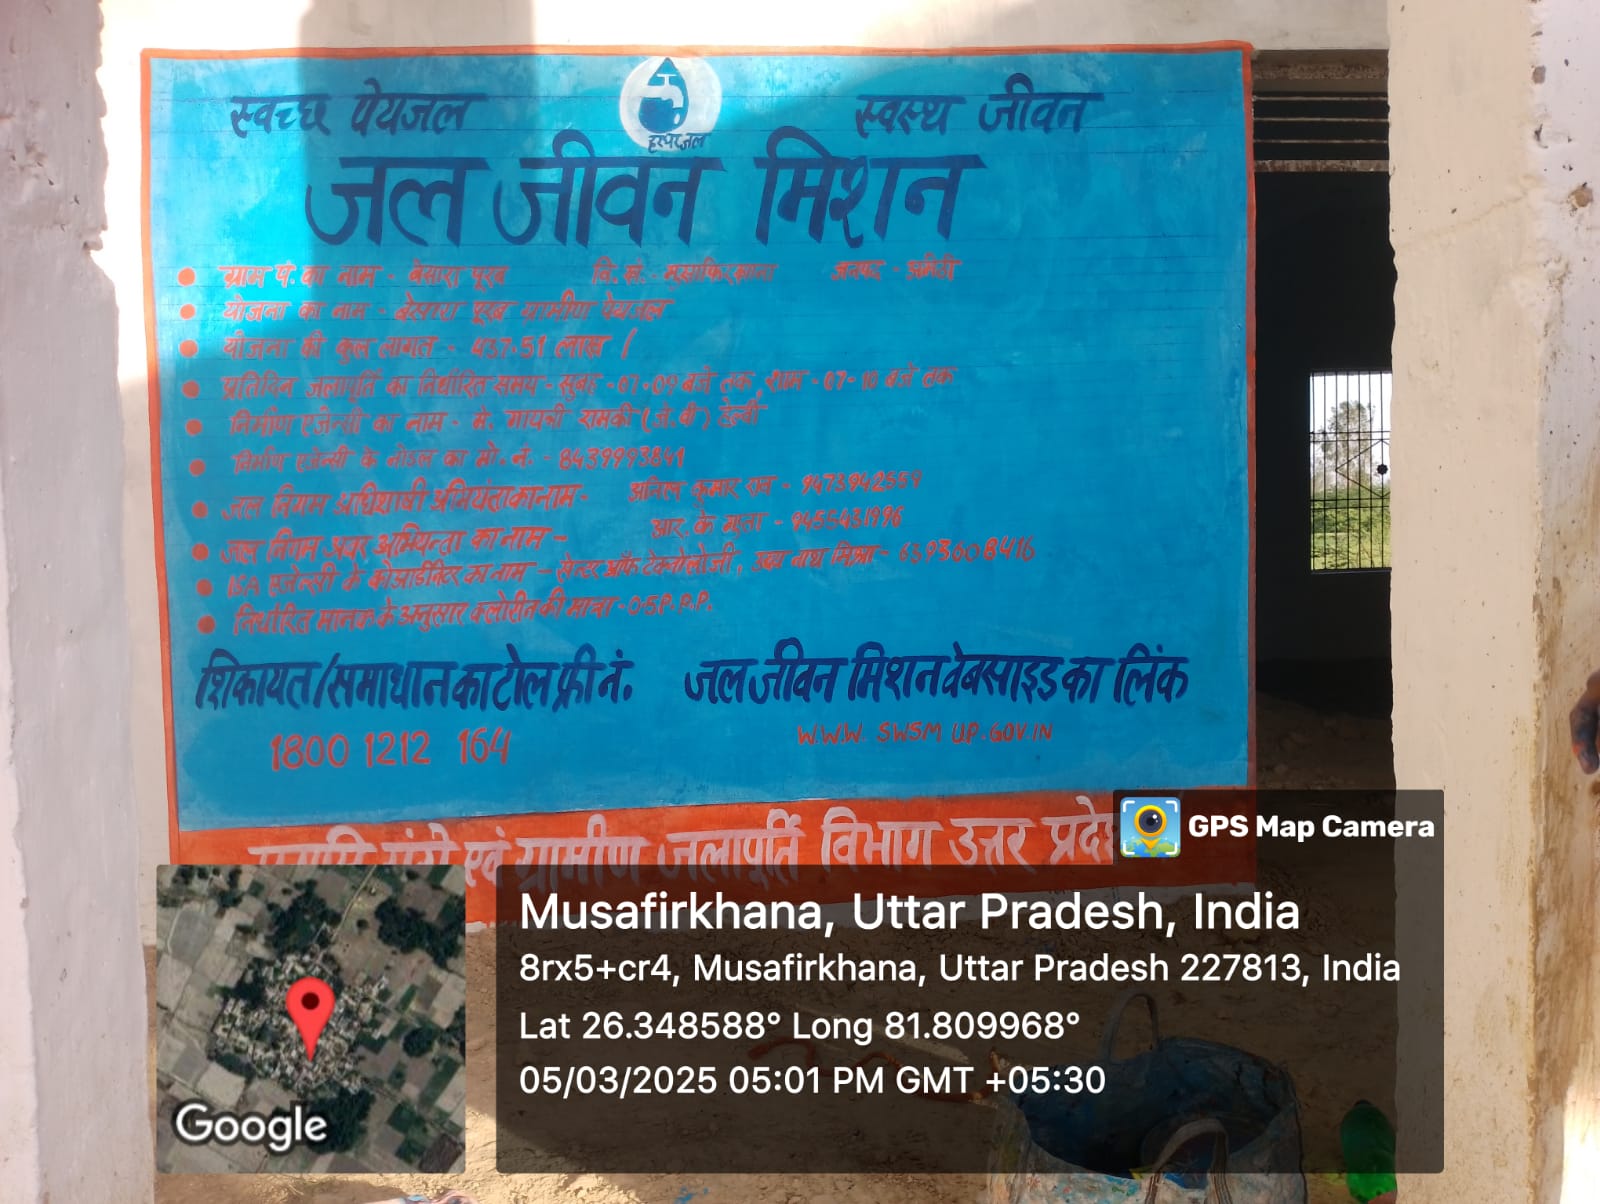 स्वच्छ पेयजल स्वस्थ जीवन
हर घर जल
जल जीवन मिशन
ग्राम पं. का नाम - बेसारा पूरब वि. खं. - मुसाफिरखाना जनपद - अमेठी
योजना का नाम - बेसारा पूरब ग्रामीण पेयजल
योजना की कुल लागत - 437.51 लाख /
प्रतिदिन जलापूर्ति का निर्धारित समय - सुबह - 07-09 बजे तक, शाम - 07-10 बजे तक
निर्माण एजेन्सी का नाम - मे. गायत्री रामकी (जे.वी)
निर्माण एजेन्सी के नोडल का मो. नं. - 8439993841
जल निगम अधिशाषी अभियंता का नाम - अनिल कुमार राव - 9473942559
जल निगम अवर अभियन्ता का नाम - आर. के गुप्ता - 9455431996
ISA एजेन्सी के कोआर्डिनेटर का नाम - सेन्टर ऑफ टेक्नोलोजी, उदय नाथ मिश्रा - 6393608416
निर्धारित मानक के अनुसार क्लोरीन की मात्रा - 0.5 P.P.P.
शिकायत/समाधान का टोल फ्री नं. जल जीवन मिशन वेबसाइड का लिंक
1800 1212 164 W.W.W. SWSM U.P.GOV.IN
एवं ग्रामीण जलापूर्ति विभाग उत्तर प्रदेश
GPS Map Camera
Musafirkhana, Uttar Pradesh, India
8rx5+cr4, Musafirkhana, Uttar Pradesh 227813, India
Lat 26.348588° Long 81.809968°
05/03/2025 05:01 PM GMT +05:30
Google